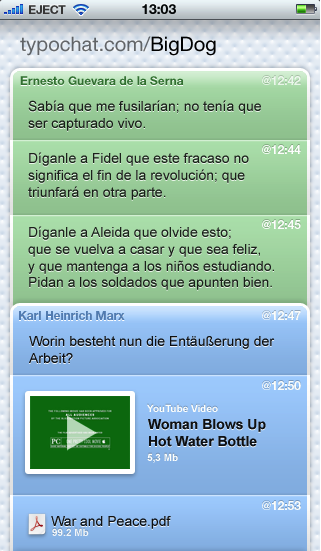 EJECT 13:03
typochat.com/BigDog
Ernesto Guevara de la Serna @12:42
Sabía que me fusilarían; no tenía que
ser capturado vivo.
@12:44
Díganle a Fidel que este fracaso no
significa el fin de la revolución; que
triunfará en otra parte.
@12:45
Díganle a Aleida que olvide esto;
que se vuelva a casar y que sea feliz,
y que mantenga a los niños estudiando.
Pidan a los soldados que apunten bien.
Karl Heinrich Marx @12:47
Worin besteht nun die Entäußerung der
Arbeit?
@12:50
YouTube Video
Woman Blows Up
Hot Water Bottle
5,3 Mb
@12:53
War and Peace.pdf
99.2 Mb